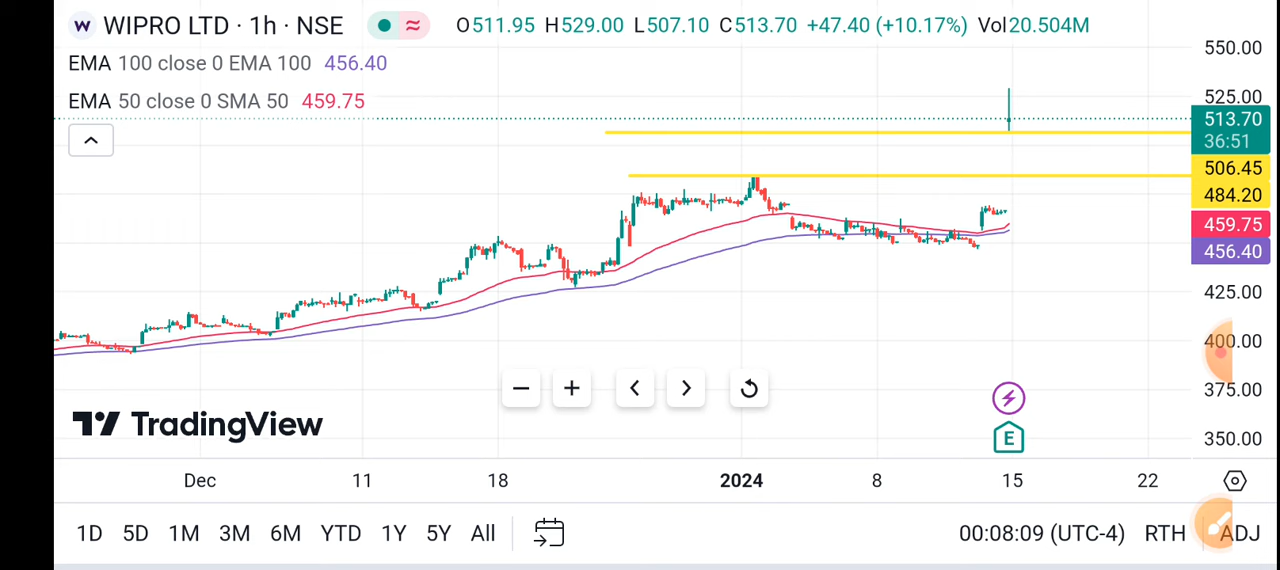 WIPRO LTD · 1h · NSE O511.95 H529.00 L507.10 C513.70 +47.40 (+10.17%) Vol20.504M
EMA 100 close 0 EMA 100 456.40
EMA 50 close 0 SMA 50 459.75
550.00
525.00
513.70
36:51
506.45
484.20
459.75
456.40
425.00
400.00
375.00
350.00
TradingView
E
Dec 11 18 2024 8 15 22
1D 5D 1M 3M 6M YTD 1Y 5Y All 00:08:09 (UTC-4) RTH ADJ